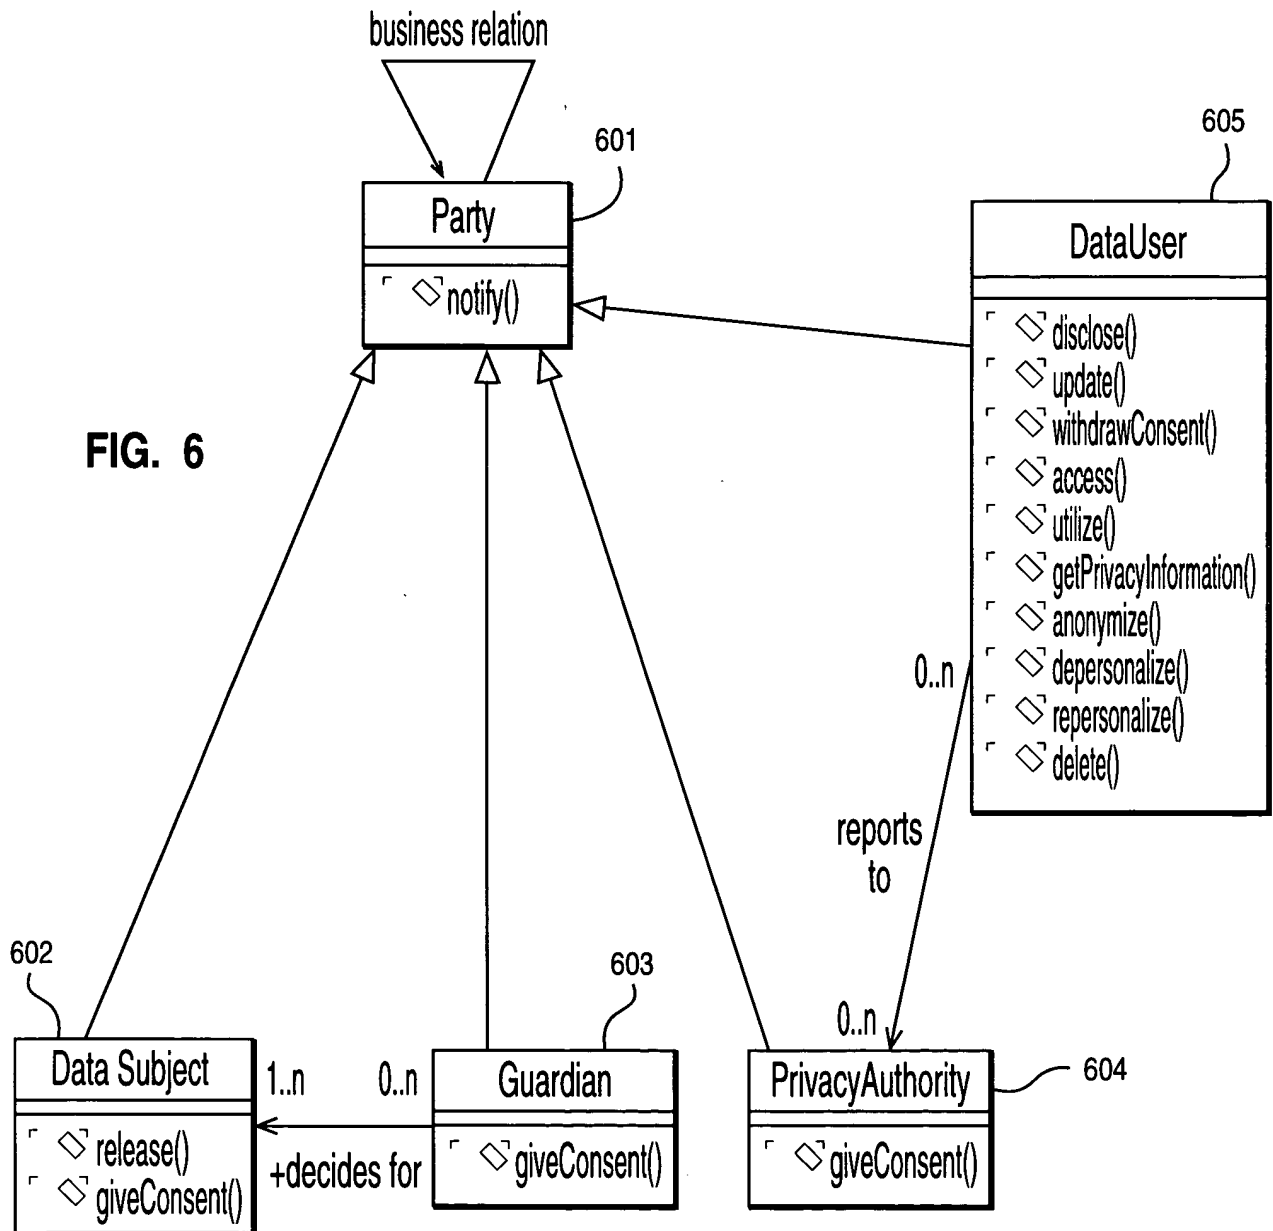 business relation
601
Party
notify()
605
DataUser
disclose()
update()
withdrawConsent()
access()
utilize()
getPrivacyInformation()
anonymize()
depersonalize()
repersonalize()
delete()
FIG. 6
0..n
reports
to
0..n
602
Data Subject
release()
giveConsent()
1..n
0..n
+decides for
603
Guardian
giveConsent()
PrivacyAuthority
giveConsent()
604